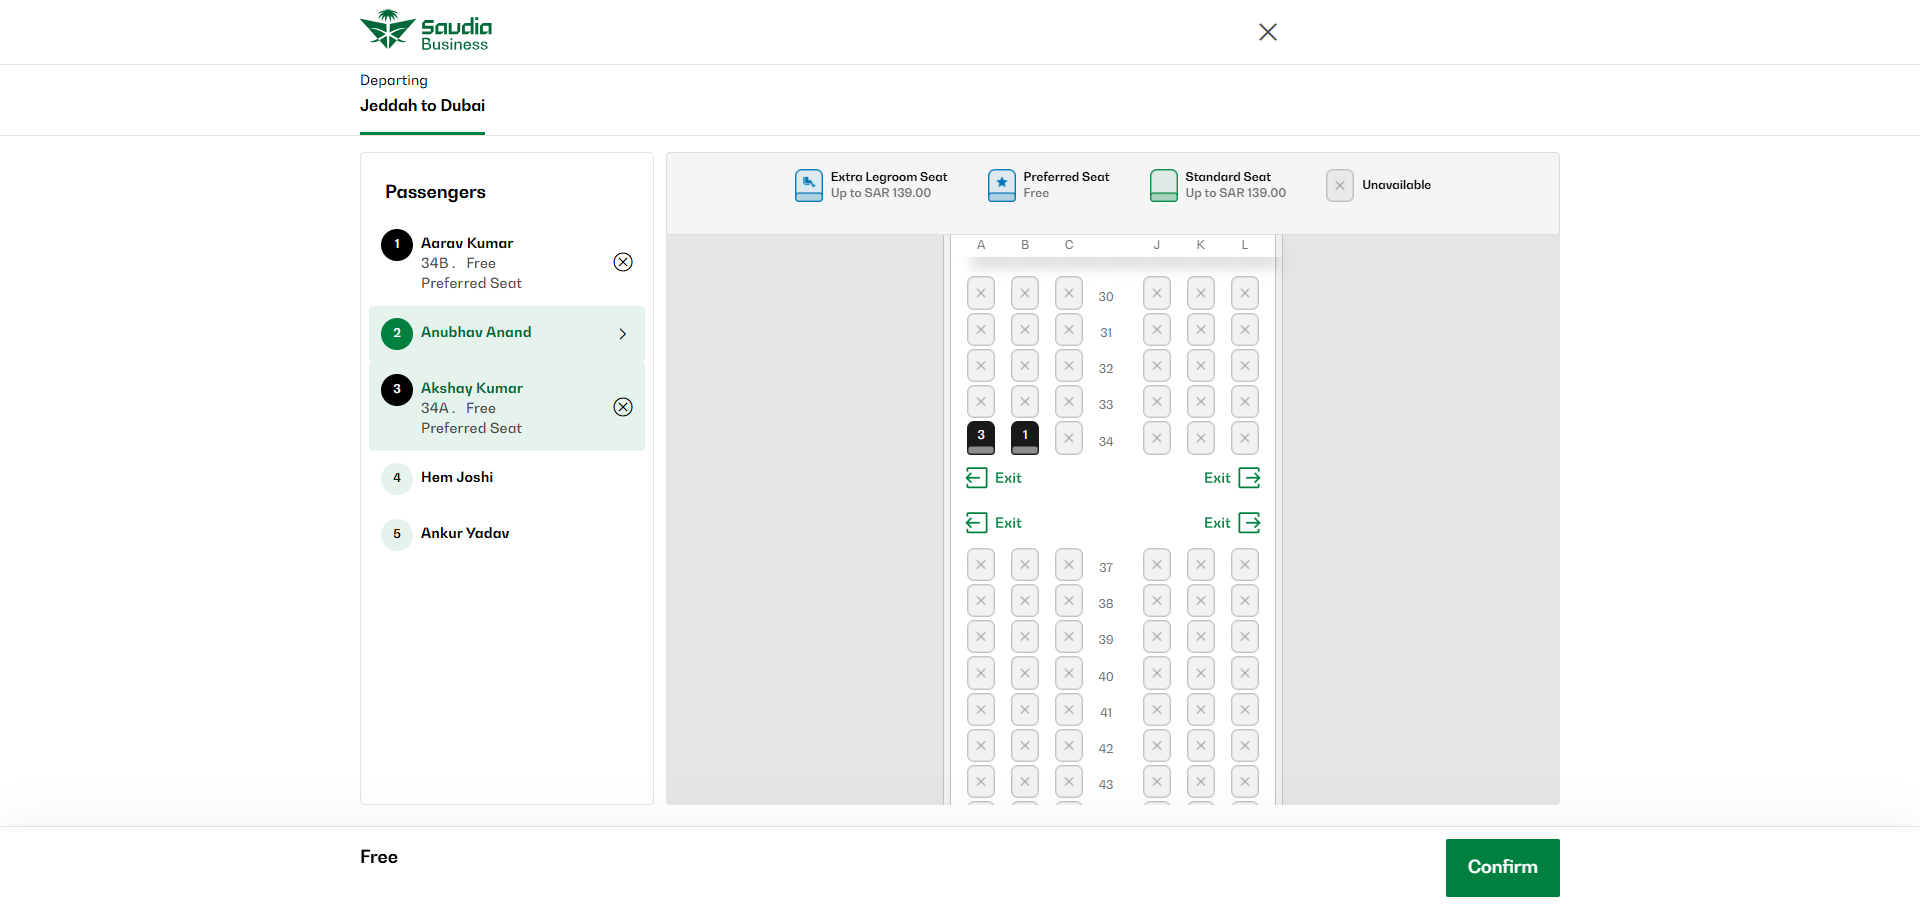 Saudia
Business
Departing
Jeddah to Dubai
Passengers
1 Aarav Kumar
34B . Free
Preferred Seat
2 Anubhav Anand
3 Akshay Kumar
34A . Free
Preferred Seat
4 Hem Joshi
5 Ankur Yadav
Extra Legroom Seat
Up to SAR 139.00
Preferred Seat
Free
Standard Seat
Up to SAR 139.00
Unavailable
A B C J K L
30
31
32
33
3 1 34
Exit Exit
Exit Exit
37
38
39
40
41
42
43
Free
Confirm